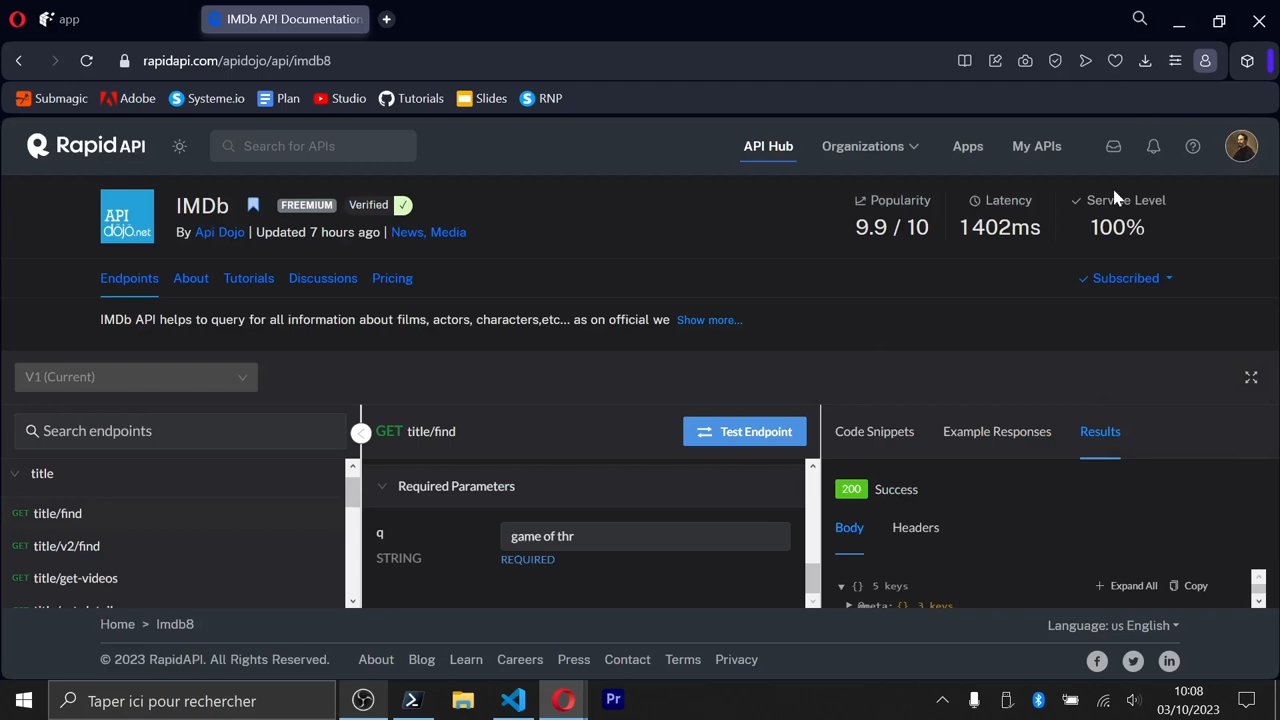 app
IMDb API Documentation
rapidapi.com/apidojo/api/imdb8
Submagic Adobe Systeme.io Plan Studio Tutorials Slides RNP
Rapid API
Search for APIs
API Hub Organizations Apps My APIs
API
dojo.net
IMDb FREEMIUM Verified
By Api Dojo | Updated 7 hours ago | News, Media
Popularity
9.9 / 10
Latency
1402ms
Service Level
100%
Endpoints About Tutorials Discussions Pricing
Subscribed
IMDb API helps to query for all information about films, actors, characters,etc... as on official we Show more...
V1 (Current)
Search endpoints
title
GET title/find
GET title/v2/find
GET title/get-videos
GET title/find
Test Endpoint
Required Parameters
q
STRING
game of thr
REQUIRED
Code Snippets Example Responses Results
200 Success
Body Headers
{} 5 keys
Expand All Copy
@meta: {} 3 keys
Home > Imdb8
Language: us English
© 2023 RapidAPI. All Rights Reserved.
About Blog Learn Careers Press Contact Terms Privacy
Taper ici pour rechercher
Pr
10:08
03/10/2023